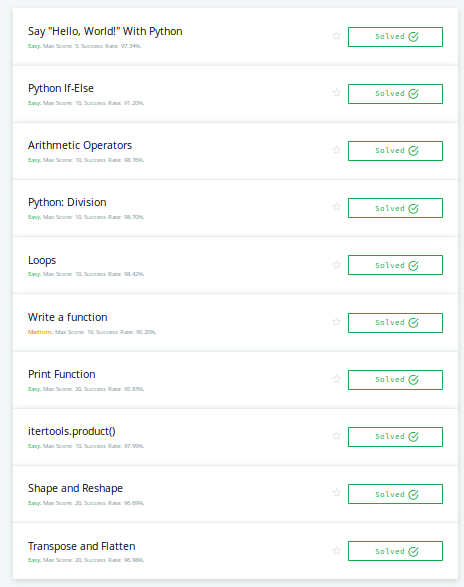 Say "Hello, World!" With Python
Easy, Max Score: 5, Success Rate: 97.34%
Solved
Python If-Else
Easy, Max Score: 10, Success Rate: 91.20%
Solved
Arithmetic Operators
Easy, Max Score: 10, Success Rate: 98.76%
Solved
Python: Division
Easy, Max Score: 10, Success Rate: 98.70%
Solved
Loops
Easy, Max Score: 10, Success Rate: 98.42%
Solved
Write a function
Medium, Max Score: 10, Success Rate: 90.20%
Solved
Print Function
Easy, Max Score: 20, Success Rate: 95.83%
Solved
itertools.product()
Easy, Max Score: 10, Success Rate: 97.99%
Solved
Shape and Reshape
Easy, Max Score: 20, Success Rate: 96.69%
Solved
Transpose and Flatten
Easy, Max Score: 20, Success Rate: 96.98%
Solved